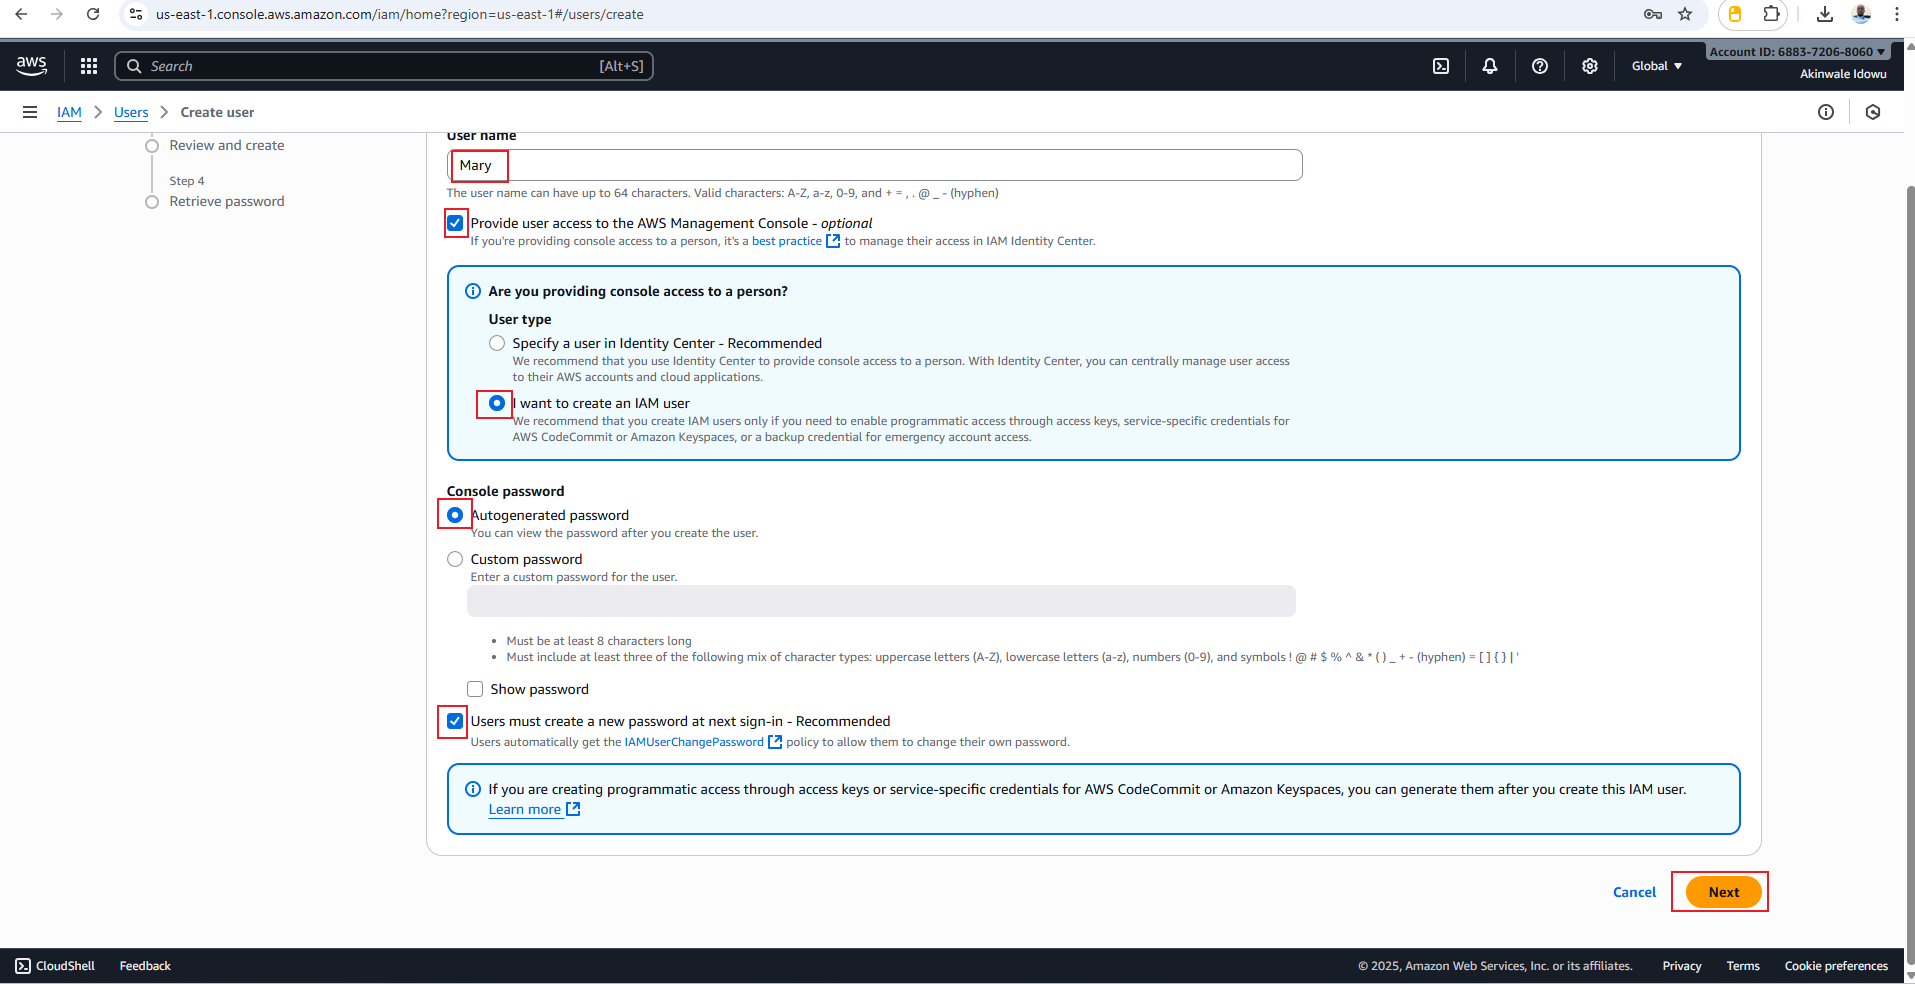 us-east-1.console.aws.amazon.com/iam/home?region=us-east-1#/users/create
aws
Search
[Alt+S]
Global
Account ID: 6883-7206-8060
Akinwale Idowu
IAM
Users
Create user
Review and create
Step 4
Retrieve password
User name
Mary
The user name can have up to 64 characters. Valid characters: A-Z, a-z, 0-9, and + = , . @ _ - (hyphen)
Provide user access to the AWS Management Console - optional
If you're providing console access to a person, it's a best practice to manage their access in IAM Identity Center.
Are you providing console access to a person?
User type
Specify a user in Identity Center - Recommended
We recommend that you use Identity Center to provide console access to a person. With Identity Center, you can centrally manage user access
to their AWS accounts and cloud applications.
I want to create an IAM user
We recommend that you create IAM users only if you need to enable programmatic access through access keys, service-specific credentials for
AWS CodeCommit or Amazon Keyspaces, or a backup credential for emergency account access.
Console password
Autogenerated password
You can view the password after you create the user.
Custom password
Enter a custom password for the user.
• Must be at least 8 characters long
• Must include at least three of the following mix of character types: uppercase letters (A-Z), lowercase letters (a-z), numbers (0-9), and symbols ! @ # $ % ^ & * ( ) _ + - (hyphen) = [ ] { } | '
Show password
Users must create a new password at next sign-in - Recommended
Users automatically get the IAMUserChangePassword policy to allow them to change their own password.
If you are creating programmatic access through access keys or service-specific credentials for AWS CodeCommit or Amazon Keyspaces, you can generate them after you create this IAM user.
Learn more
Cancel
Next
CloudShell
Feedback
© 2025, Amazon Web Services, Inc. or its affiliates.
Privacy
Terms
Cookie preferences